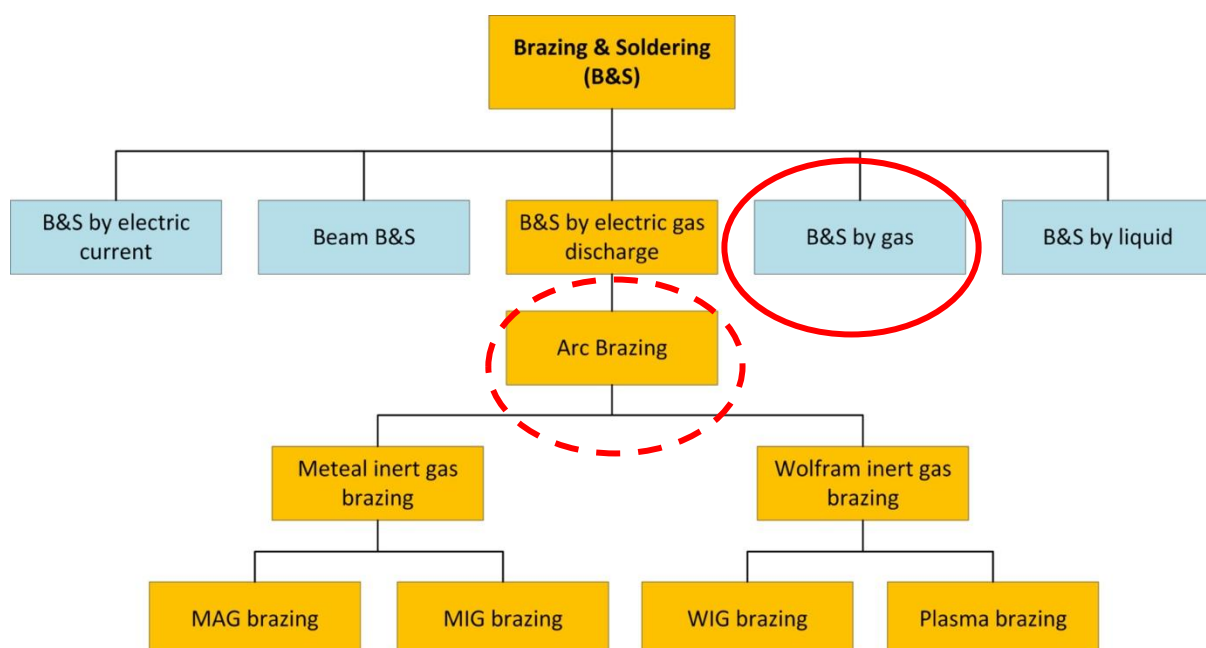 Brazing & Soldering
(B&S)
B&S by electric
current
Beam B&S
B&S by electric gas
discharge
B&S by gas
B&S by liquid
Arc Brazing
Meteal inert gas
brazing
Wolfram inert gas
brazing
MAG brazing
MIG brazing
WIG brazing
Plasma brazing